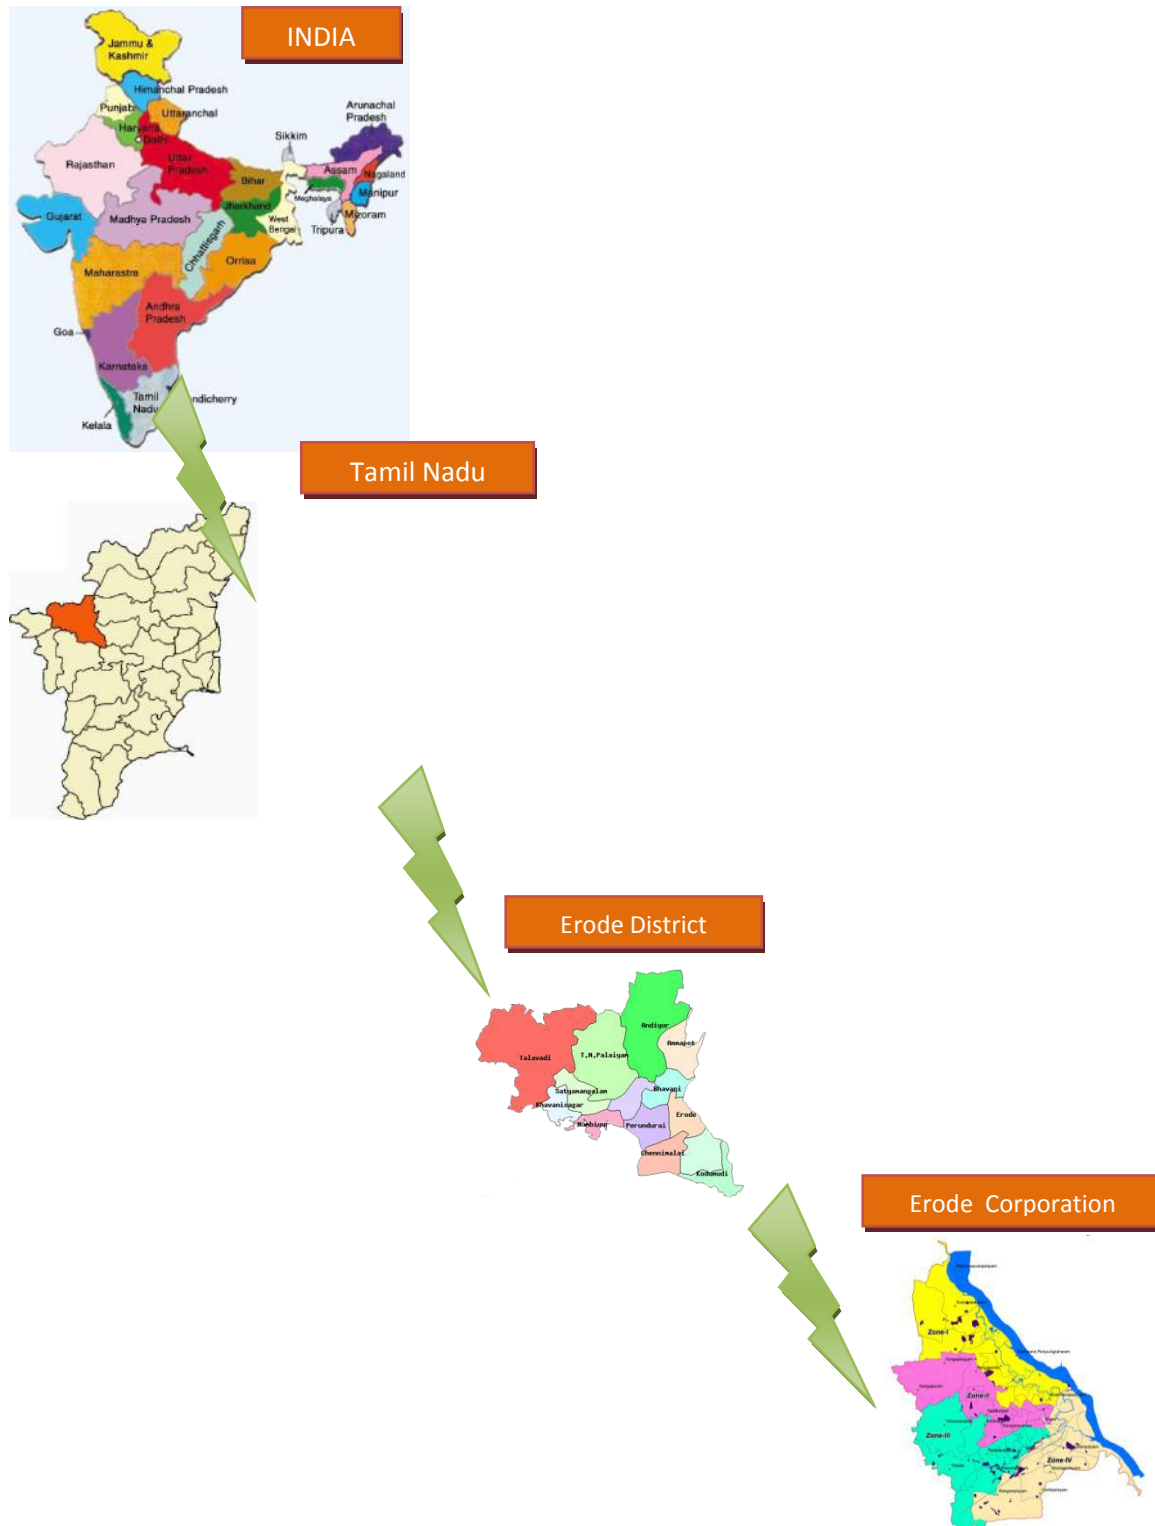 INDIA
Jammu &
Kashmir
Himanchal Pradesh
Punjab
Uttaranchal
Haryana
Delhi
Arunachal
Pradesh
Sikkim
Rajasthan
Uttar
Pradesh
Assam
Nagaland
Bihar
Meghalaya
Manipur
Jharkhand
Gujarat
Madhya Pradesh
West
Bengal
Mizoram
Tripura
Chhattisgarh
Orrisa
Maharastra
Andhra
Pradesh
Goa
Karnataka
Tamil
Nadu
ndicherry
Kelala
Tamil Nadu
Erode District
Andiyur
Ammapet
Talavadi
T.N.Palaiyam
Satyamangalam
Bhavani
Bhavanisagar
Nambiyur
Perundurai
Erode
Chennimalai
Kodumudi
Erode Corporation
Zone-I
Zone-II
Zone-III
Zone-IV